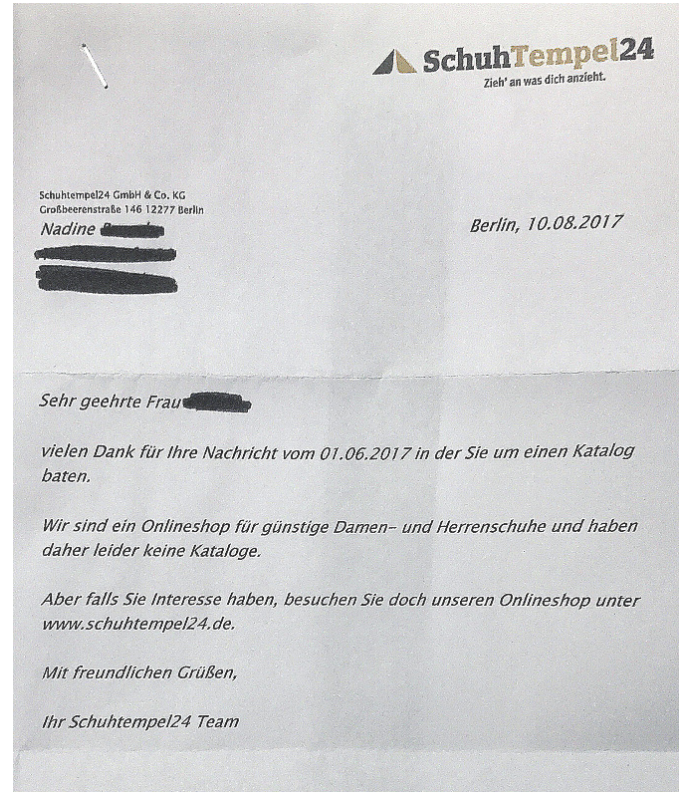 SchuhTempel24
Zieh' an was dich anzieht.
Schuhtempel24 GmbH & Co. KG
Großbeerenstraße 146 12277 Berlin
Nadine
Berlin, 10.08.2017
Sehr geehrte Frau
vielen Dank für Ihre Nachricht vom 01.06.2017 in der Sie um einen Katalog
baten.
Wir sind ein Onlineshop für günstige Damen- und Herrenschuhe und haben
daher leider keine Kataloge.
Aber falls Sie Interesse haben, besuchen Sie doch unseren Onlineshop unter
www.schuhtempel24.de.
Mit freundlichen Grüßen,
Ihr Schuhtempel24 Team